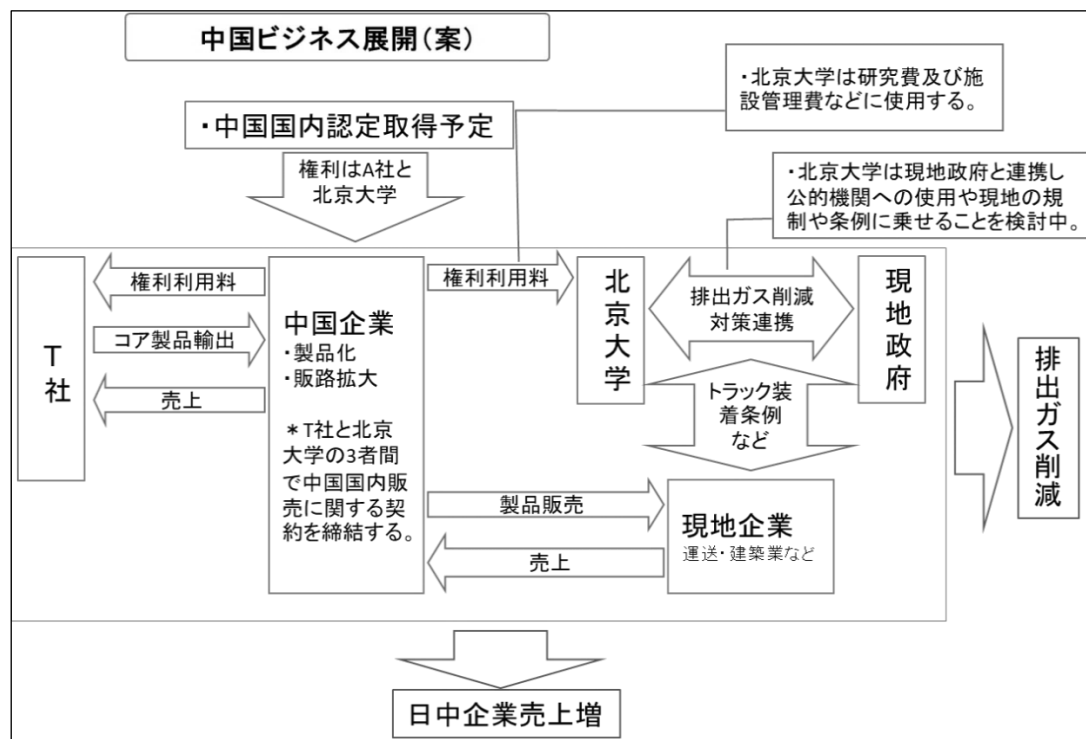 中国ビジネス展開(案)
・北京大学は研究費及び施
設管理費などに使用する。
・中国国内認定取得予定
権利はA社と
北京大学
・北京大学は現地政府と連携し
公的機関への使用や現地の規
制や条例に乗せることを検討中。
T社
権利利用料
コア製品輸出
売上
中国企業
・製品化
・販路拡大
＊T社と北京
大学の3者間
で中国国内販
売に関する契
約を締結する。
権利利用料
北京大学
排出ガス削減
対策連携
現地政府
トラック装
着条例
など
製品販売
売上
現地企業
運送・建築業など
排出ガス削減
日中企業売上増